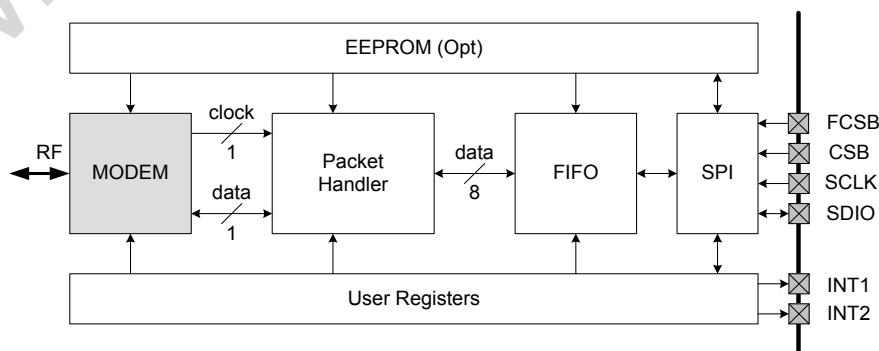 EEPROM (Opt)
RF
MODEM
clock
1
data
1
Packet
Handler
data
8
FIFO
SPI
FCSB
CSB
SCLK
SDIO
User Registers
INT1
INT2